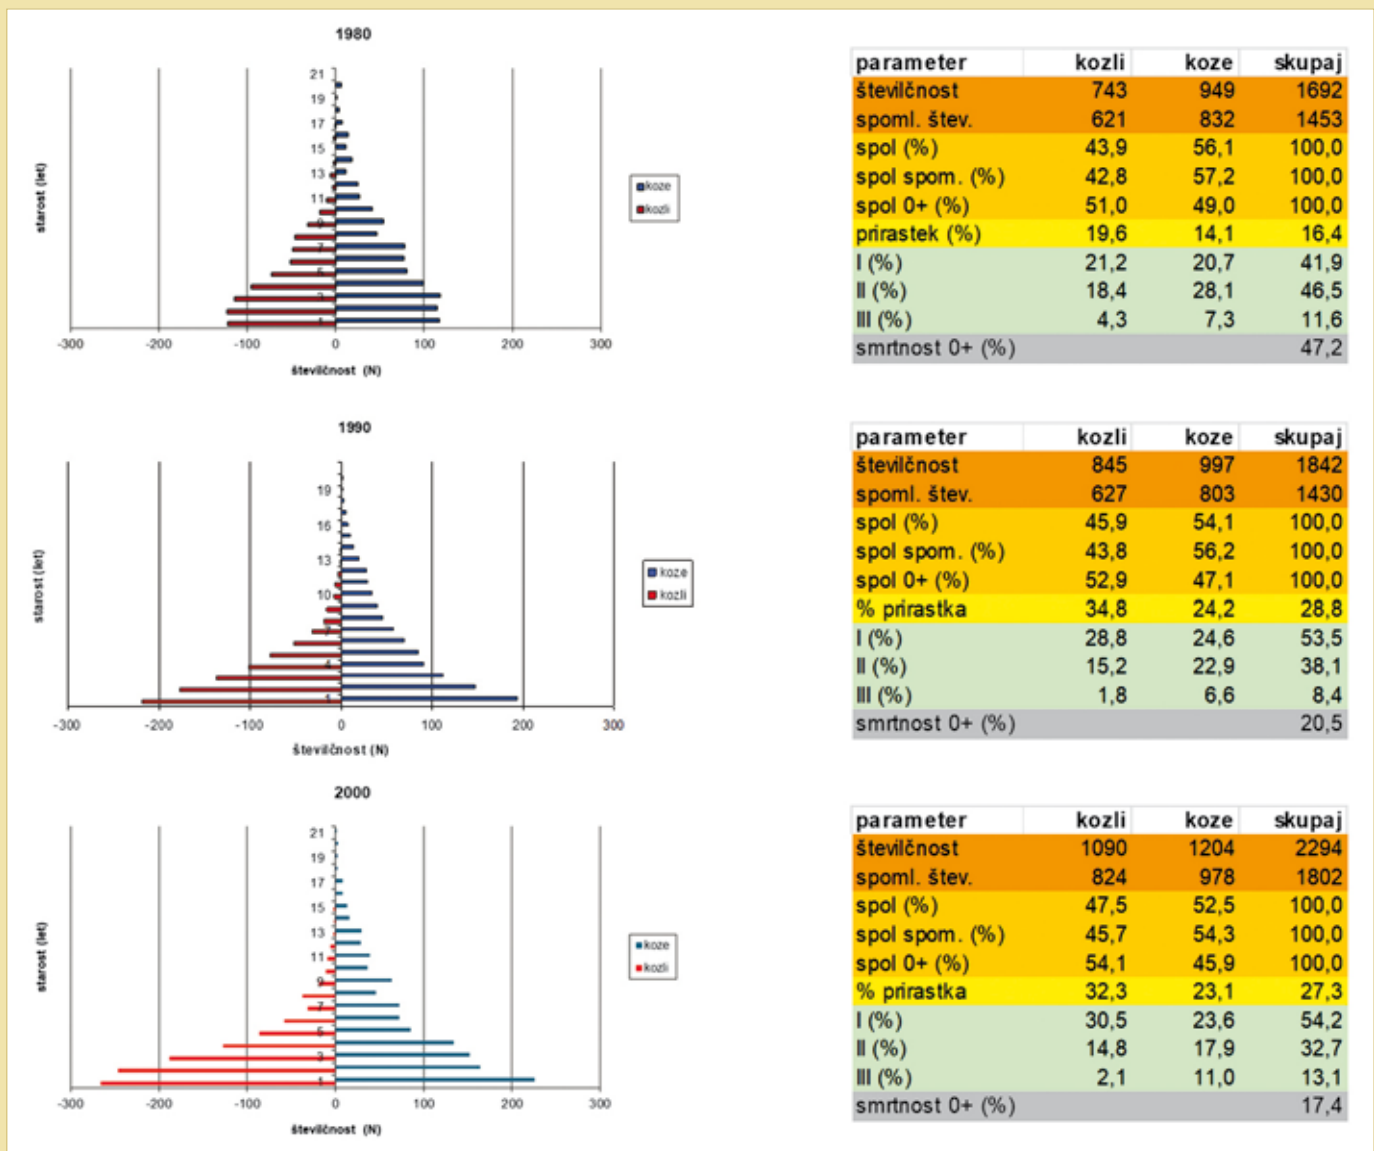 1980
21
19
17
15
13
11
9
7
5
3
1
-300 -200 -100 0 100 200 300
starost (let)
številčnost (N)
koze
kozli
parameter kozli koze skupaj
številčnost 743 949 1692
spoml. štev. 621 832 1453
spol (%) 43,9 56,1 100,0
spol spom. (%) 42,8 57,2 100,0
spol 0+ (%) 51,0 49,0 100,0
prirastek (%) 19,6 14,1 16,4
I (%) 21,2 20,7 41,9
II (%) 18,4 28,1 46,5
III (%) 4,3 7,3 11,6
smrtnost 0+ (%) 47,2
1990
19
16
13
10
7
4
1
-300 -200 -100 0 100 200 300
starost (let)
številčnost (N)
koze
kozli
parameter kozli koze skupaj
številčnost 845 997 1842
spoml. štev. 627 803 1430
spol (%) 45,9 54,1 100,0
spol spom. (%) 43,8 56,2 100,0
spol 0+ (%) 52,9 47,1 100,0
% prirastka 34,8 24,2 28,8
I (%) 28,8 24,6 53,5
II (%) 15,2 22,9 38,1
III (%) 1,8 6,6 8,4
smrtnost 0+ (%) 20,5
2000
21
19
17
15
13
11
9
7
5
3
1
-300 -200 -100 0 100 200 300
starost (let)
številčnost (N)
koze
kozli
parameter kozli koze skupaj
številčnost 1090 1204 2294
spoml. štev. 824 978 1802
spol (%) 47,5 52,5 100,0
spol spom. (%) 45,7 54,3 100,0
spol 0+ (%) 54,1 45,9 100,0
% prirastka 32,3 23,1 27,3
I (%) 30,5 23,6 54,2
II (%) 14,8 17,9 32,7
III (%) 2,1 11,0 13,1
smrtnost 0+ (%) 17,4